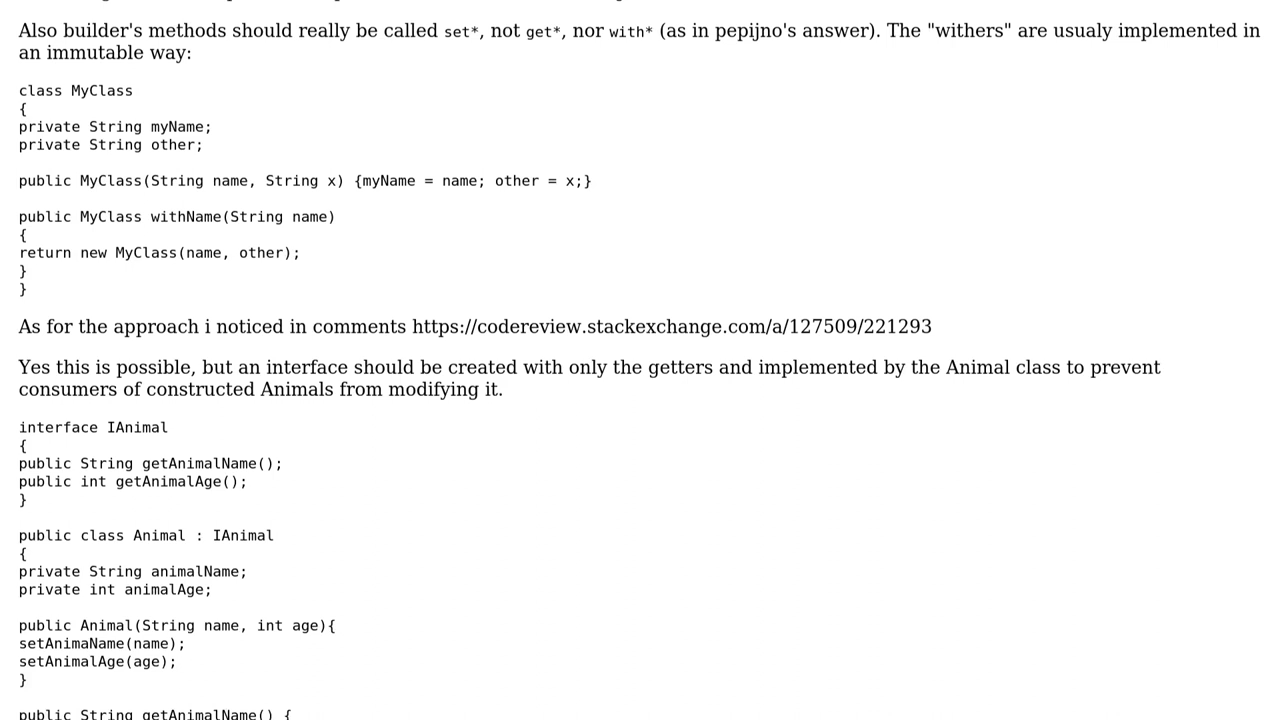 Also builder's methods should really be called set*, not get*, nor with* (as in pepijno's answer). The "withers" are usualy implemented in
an immutable way:
class MyClass
{
private String myName;
private String other;
public MyClass(String name, String x) {myName = name; other = x;}
public MyClass withName(String name)
{
return new MyClass(name, other);
}
}
As for the approach i noticed in comments https://codereview.stackexchange.com/a/127509/221293
Yes this is possible, but an interface should be created with only the getters and implemented by the Animal class to prevent
consumers of constructed Animals from modifying it.
interface IAnimal
{
public String getAnimalName();
public int getAnimalAge();
}
public class Animal : IAnimal
{
private String animalName;
private int animalAge;
public Animal(String name, int age){
setAnimaName(name);
setAnimalAge(age);
}
public String getAnimalName() {